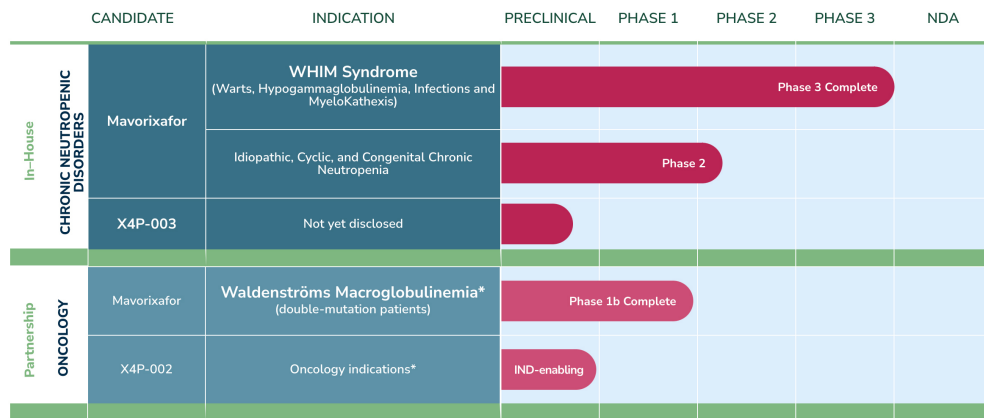 CANDIDATE INDICATION PRECLINICAL PHASE 1 PHASE 2 PHASE 3 NDA
In–House
CHRONIC NEUTROPENIC
DISORDERS
Mavorixafor
WHIM Syndrome
(Warts, Hypogammaglobulinemia, Infections and
MyeloKathexis)
Phase 3 Complete
Idiopathic, Cyclic, and Congenital Chronic
Neutropenia
Phase 2
X4P-003 Not yet disclosed
Partnership
ONCOLOGY
Mavorixafor
Waldenströms Macroglobulinemia*
(double-mutation patients)
Phase 1b Complete
X4P-002 Oncology indications* IND-enabling